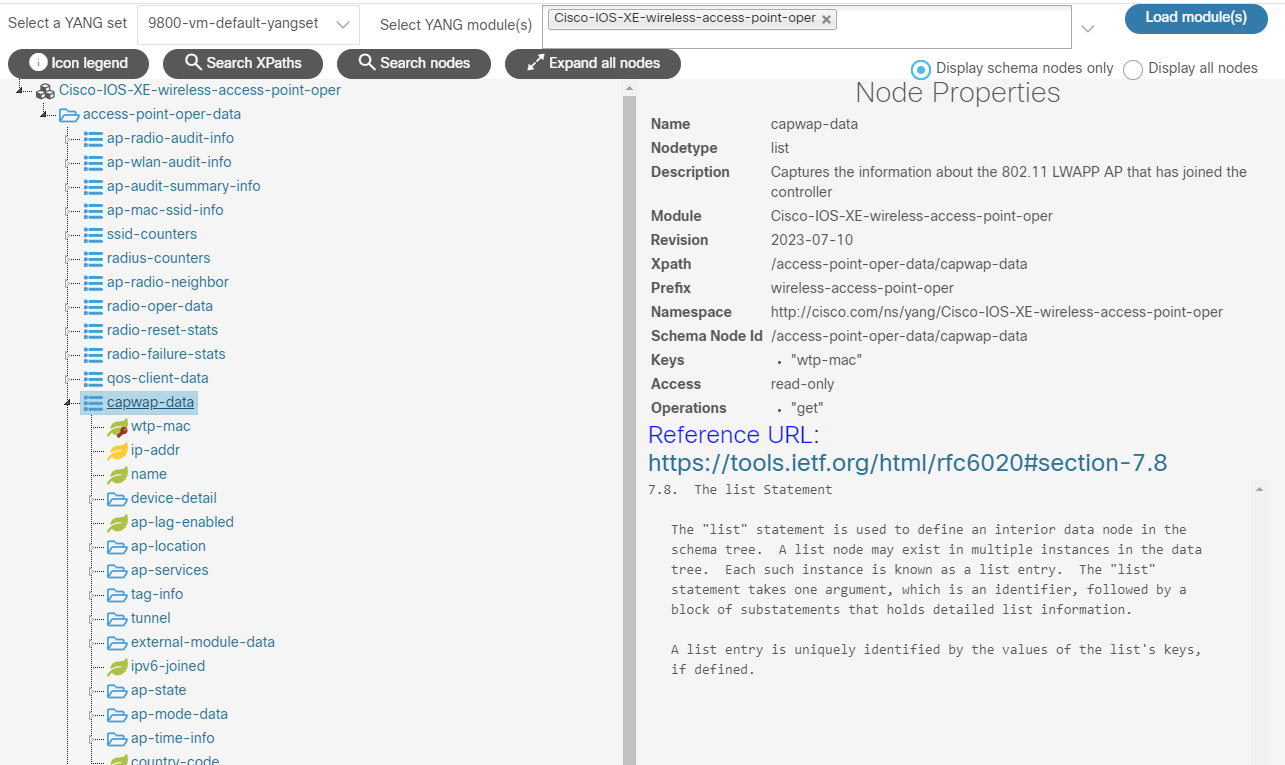 Select a YANG set
9800-vm-default-yangset
Select YANG module(s)
Cisco-IOS-XE-wireless-access-point-oper ×
Load module(s)
Icon legend
Search XPaths
Search nodes
Expand all nodes
Display schema nodes only
Display all nodes
Cisco-IOS-XE-wireless-access-point-oper
access-point-oper-data
ap-radio-audit-info
ap-wlan-audit-info
ap-audit-summary-info
ap-mac-ssid-info
ssid-counters
radius-counters
ap-radio-neighbor
radio-oper-data
radio-reset-stats
radio-failure-stats
qos-client-data
capwap-data
wtp-mac
ip-addr
name
device-detail
ap-lag-enabled
ap-location
ap-services
tag-info
tunnel
external-module-data
ipv6-joined
ap-state
ap-mode-data
ap-time-info
country-code
Node Properties
Name capwap-data
Nodetype list
Description Captures the information about the 802.11 LWAPP AP that has joined the
controller
Module Cisco-IOS-XE-wireless-access-point-oper
Revision 2023-07-10
Xpath /access-point-oper-data/capwap-data
Prefix wireless-access-point-oper
Namespace http://cisco.com/ns/yang/Cisco-IOS-XE-wireless-access-point-oper
Schema Node Id /access-point-oper-data/capwap-data
Keys • "wtp-mac"
Access read-only
Operations • "get"
Reference URL:
https://tools.ietf.org/html/rfc6020#section-7.8
7.8. The list Statement
The "list" statement is used to define an interior data node in the
schema tree. A list node may exist in multiple instances in the data
tree. Each such instance is known as a list entry. The "list"
statement takes one argument, which is an identifier, followed by a
block of substatements that holds detailed list information.
A list entry is uniquely identified by the values of the list's keys,
if defined.